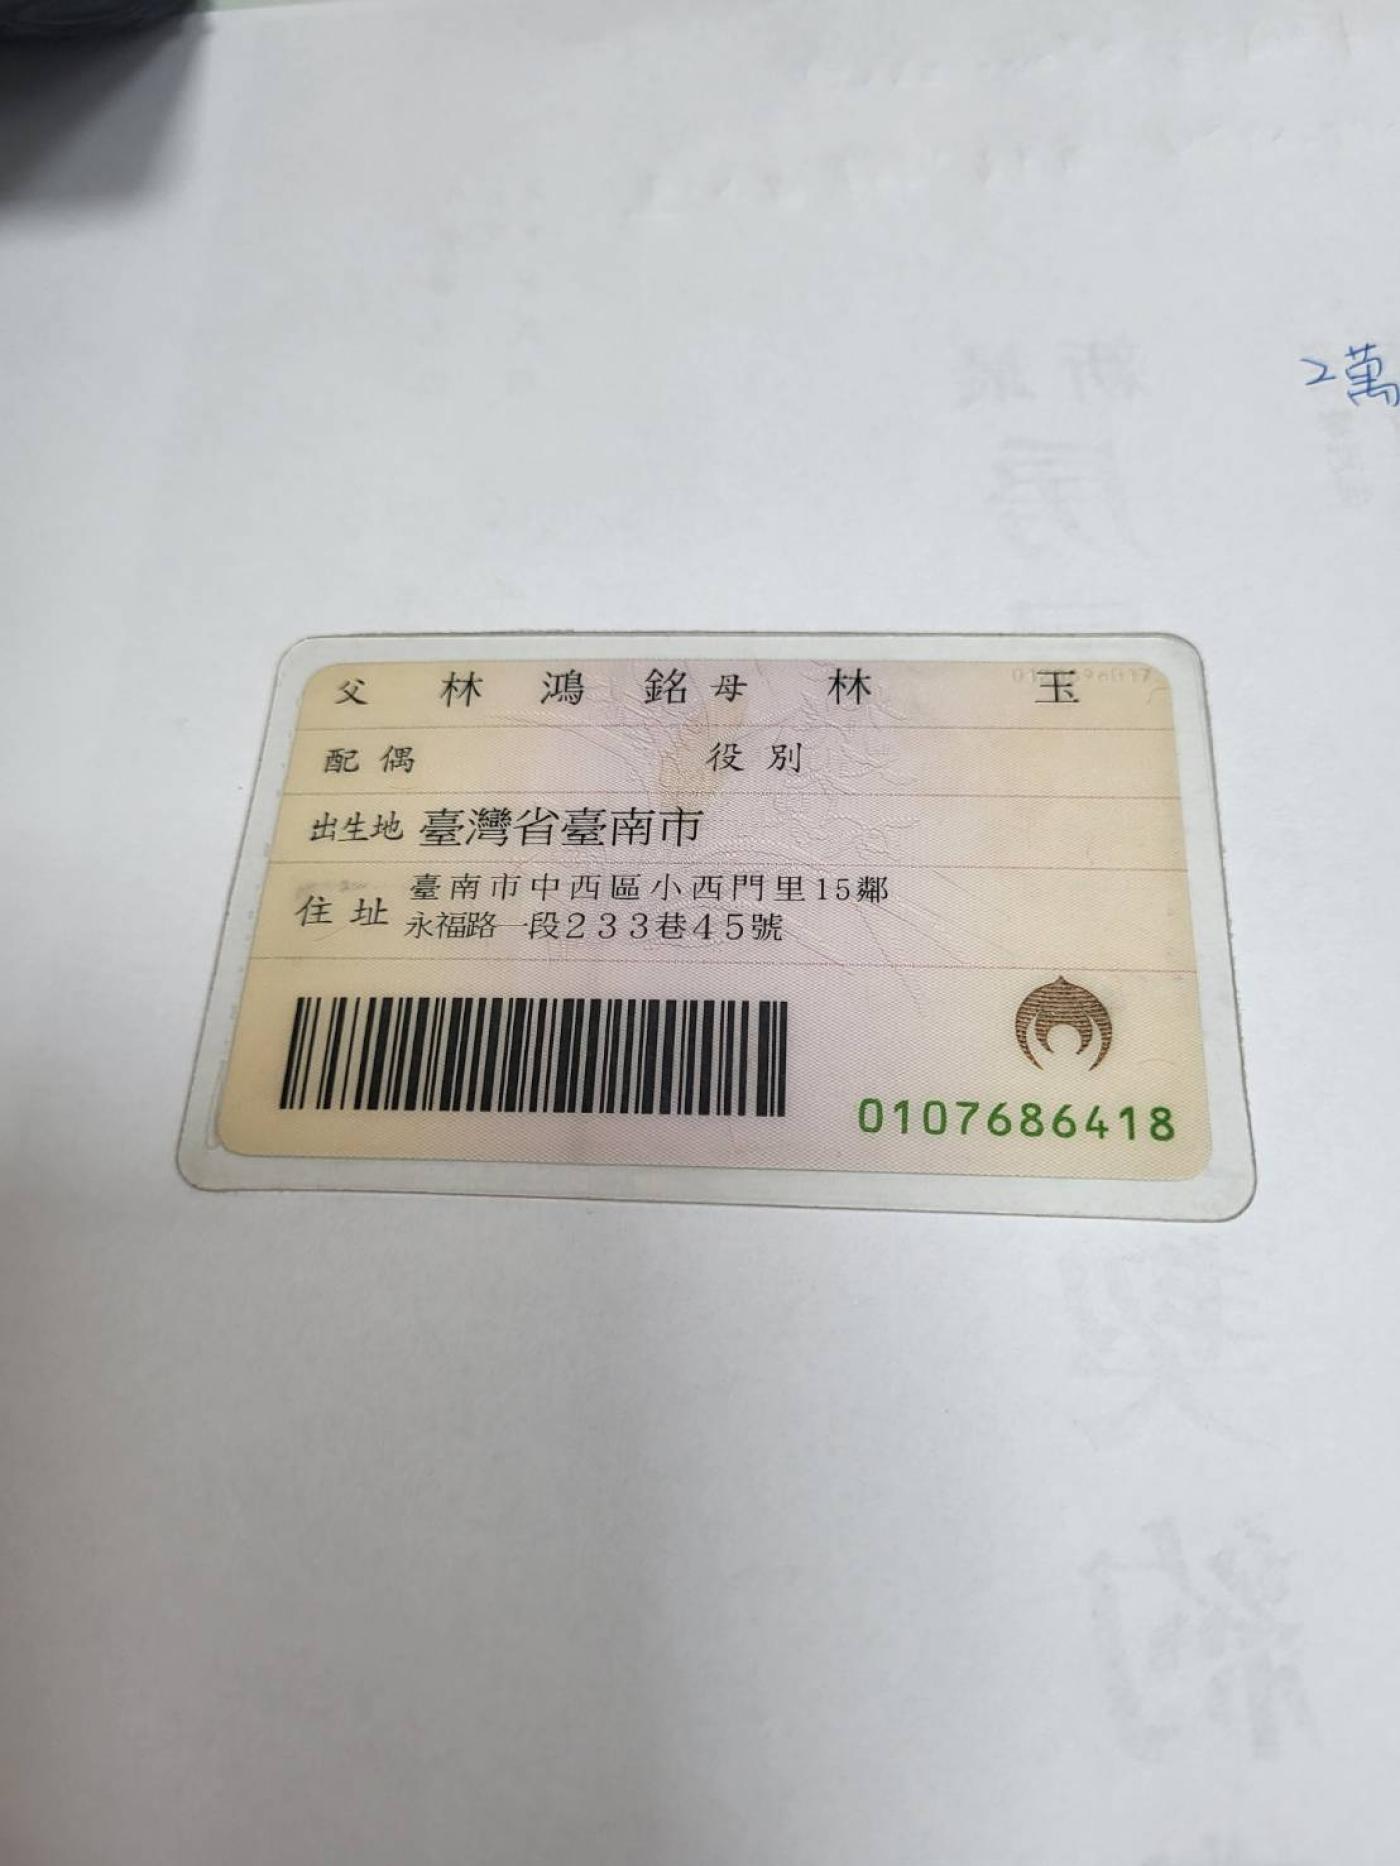 2萬
父 林 鴻 銘 母 林 玉
配偶 役別
出生地 臺灣省臺南市
住址 臺南市中西區小西門里15鄰
永福路一段233巷45號
0107686418